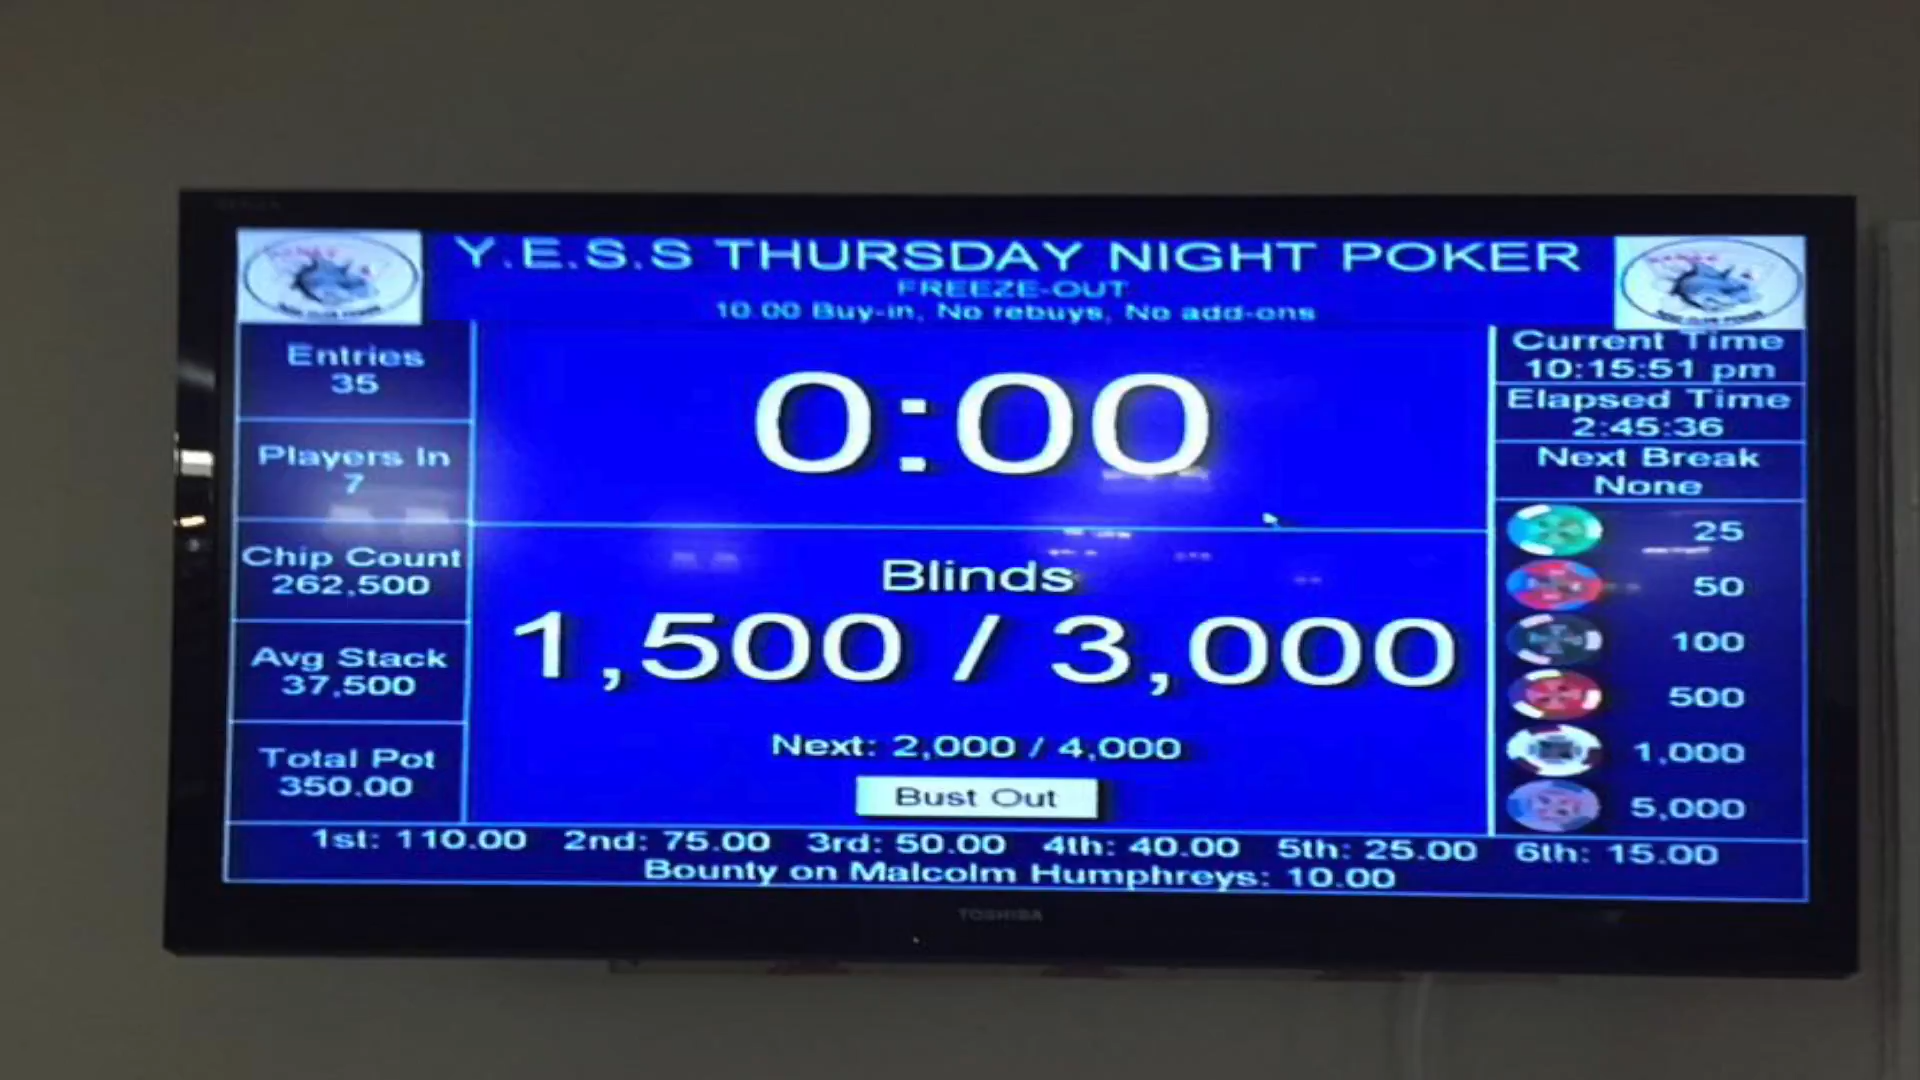 Y.E.S.S THURSDAY NIGHT POKER
FREEZE-OUT
10.00 Buy-in, No rebuys, No add-ons
Entries
35
Players In
7
Chip Count
262,500
Avg Stack
37,500
Total Pot
350.00
0:00
Blinds
1,500 / 3,000
Next: 2,000 / 4,000
Bust Out
Current Time
10:15:51 pm
Elapsed Time
2:45:36
Next Break
None
25
50
100
500
1,000
5,000
1st: 110.00 2nd: 75.00 3rd: 50.00 4th: 40.00 5th: 25.00 6th: 15.00
Bounty on Malcolm Humphreys: 10.00
TOSHIBA